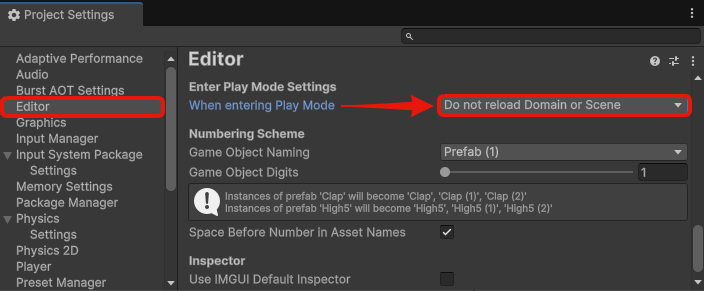 Project Settings
Adaptive Performance
Audio
Burst AOT Settings
Editor
Graphics
Input Manager
Input System Package
Settings
Memory Settings
Package Manager
Physics
Settings
Physics 2D
Player
Preset Manager
Editor
Enter Play Mode Settings
When entering Play Mode
Do not reload Domain or Scene
Numbering Scheme
Game Object Naming
Prefab (1)
Game Object Digits
1
Instances of prefab 'Clap' will become 'Clap', 'Clap (1)', 'Clap (2)'
Instances of prefab 'High5' will become 'High5', 'High5 (1)', 'High5 (2)'
Space Before Number in Asset Names
Inspector
Use IMGUI Default Inspector